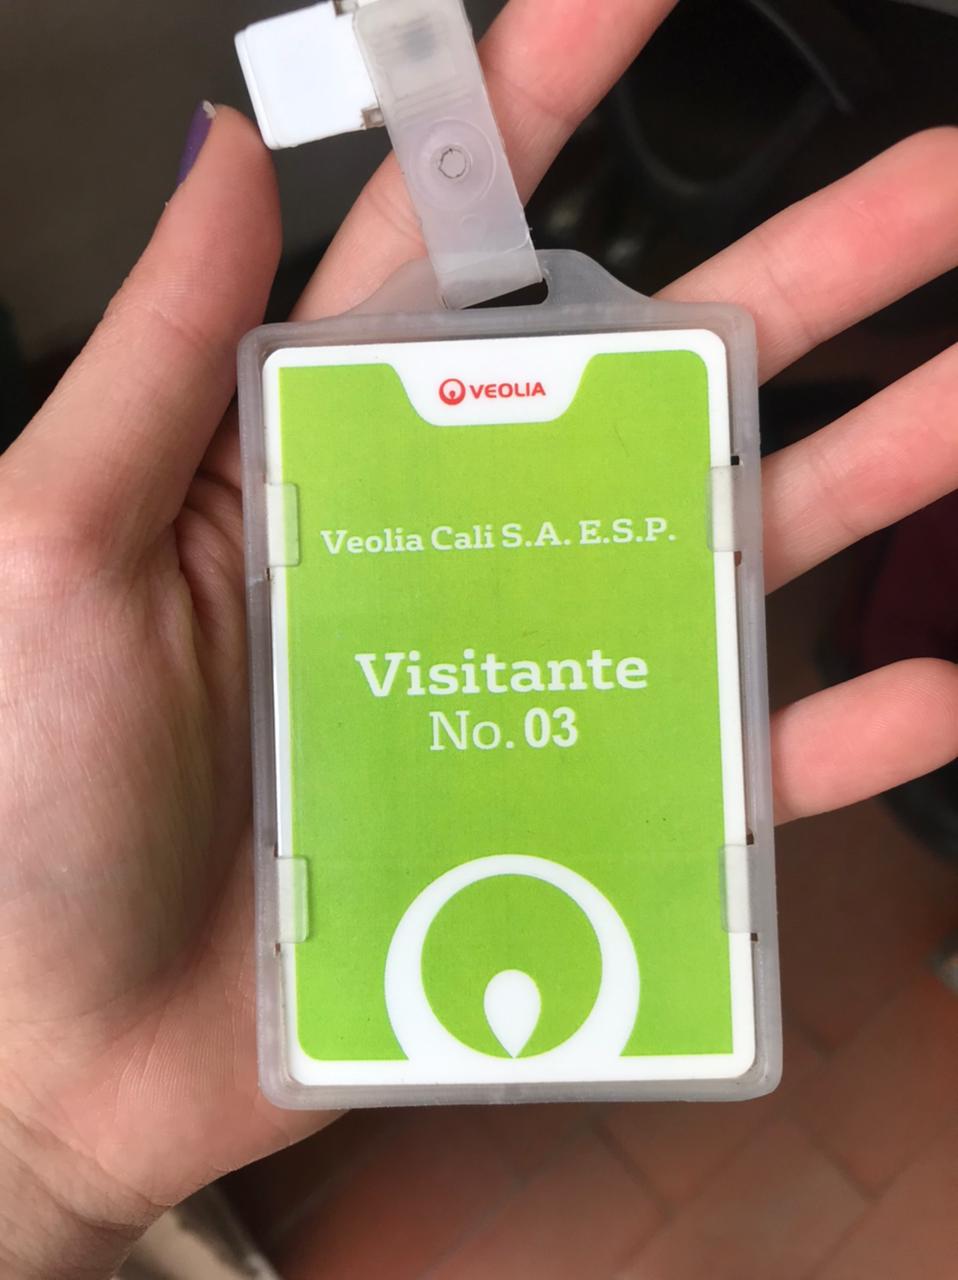 VEOLIA
Veolia Cali S.A. E.S.P.
Visitante
No. 03